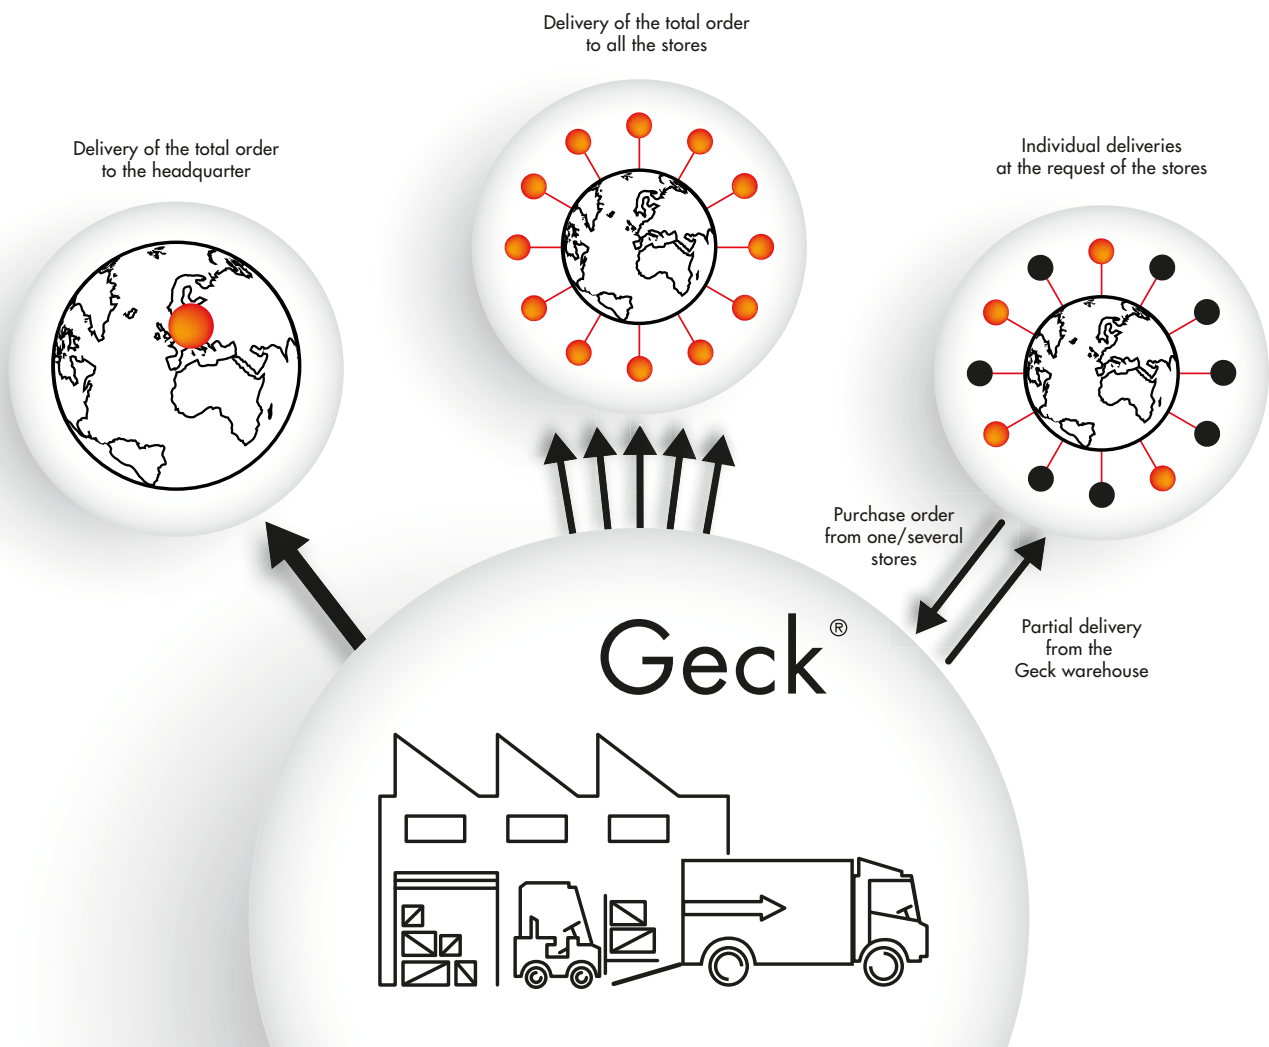 Delivery of the total order
to all the stores
Delivery of the total order
to the headquarter
Individual deliveries
at the request of the stores
Purchase order
from one/several
stores
Partial delivery
from the
Geck warehouse
Geck®